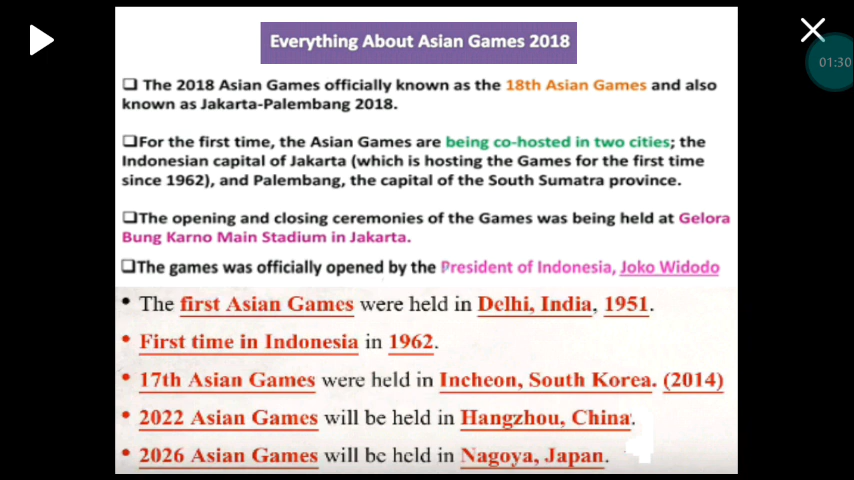 Everything About Asian Games 2018
01:30
❑ The 2018 Asian Games officially known as the 18th Asian Games and also
known as Jakarta-Palembang 2018.
❑For the first time, the Asian Games are being co-hosted in two cities; the
Indonesian capital of Jakarta (which is hosting the Games for the first time
since 1962), and Palembang, the capital of the South Sumatra province.
❑The opening and closing ceremonies of the Games was being held at Gelora
Bung Karno Main Stadium in Jakarta.
❑The games was officially opened by the President of Indonesia, Joko Widodo
• The first Asian Games were held in Delhi, India, 1951.
• First time in Indonesia in 1962.
• 17th Asian Games were held in Incheon, South Korea. (2014)
• 2022 Asian Games will be held in Hangzhou, China.
• 2026 Asian Games will be held in Nagoya, Japan.